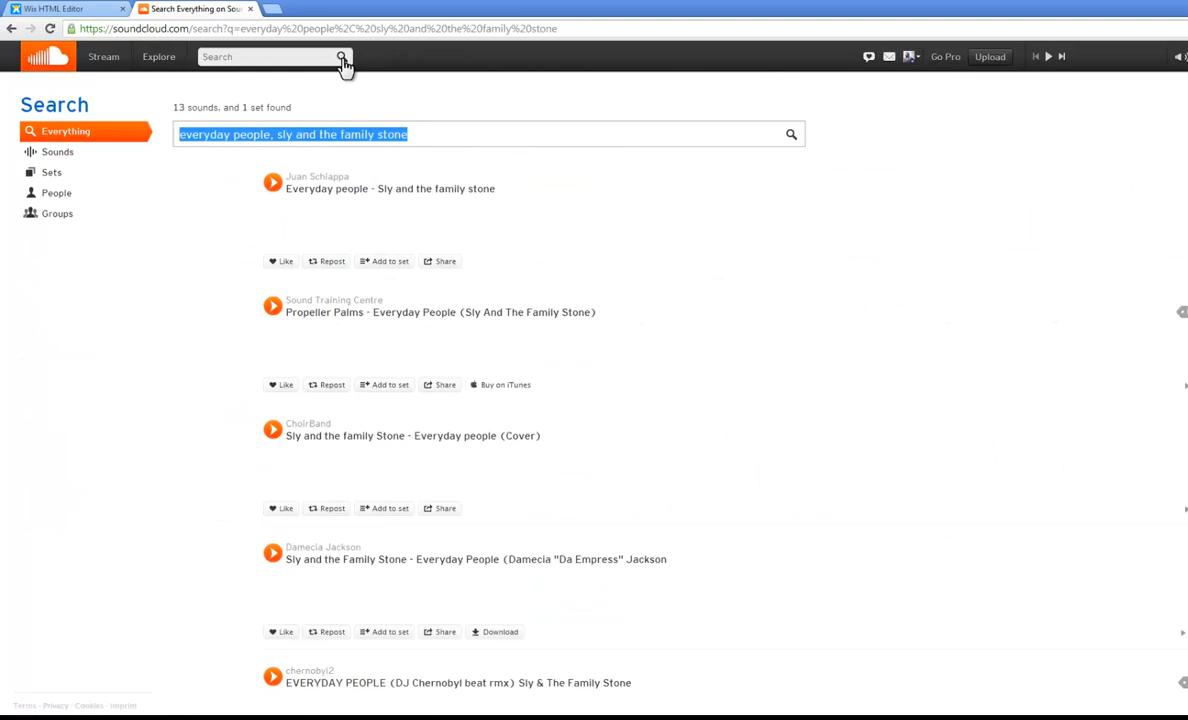 Wix HTML Editor
Search Everything on Sou
https://soundcloud.com/search?q=everyday%20people%2C%20sly%20and%20the%20family%20stone
Stream Explore Search Go Pro Upload
Search
13 sounds, and 1 set found
Everything
everyday people, sly and the family stone
Sounds
Sets
People
Groups
Juan Schiappa
Everyday people - Sly and the family stone
Like Repost Add to set Share
Sound Training Centre
Propeller Palms - Everyday People (Sly And The Family Stone)
Like Repost Add to set Share Buy on iTunes
ChoirBand
Sly and the family Stone - Everyday people (Cover)
Like Repost Add to set Share
Damecia Jackson
Sly and the Family Stone - Everyday People (Damecia "Da Empress" Jackson
Like Repost Add to set Share Download
chernobyl2
EVERYDAY PEOPLE (DJ Chernobyl beat rmx) Sly & The Family Stone
Terms - Privacy - Cookies - Imprint